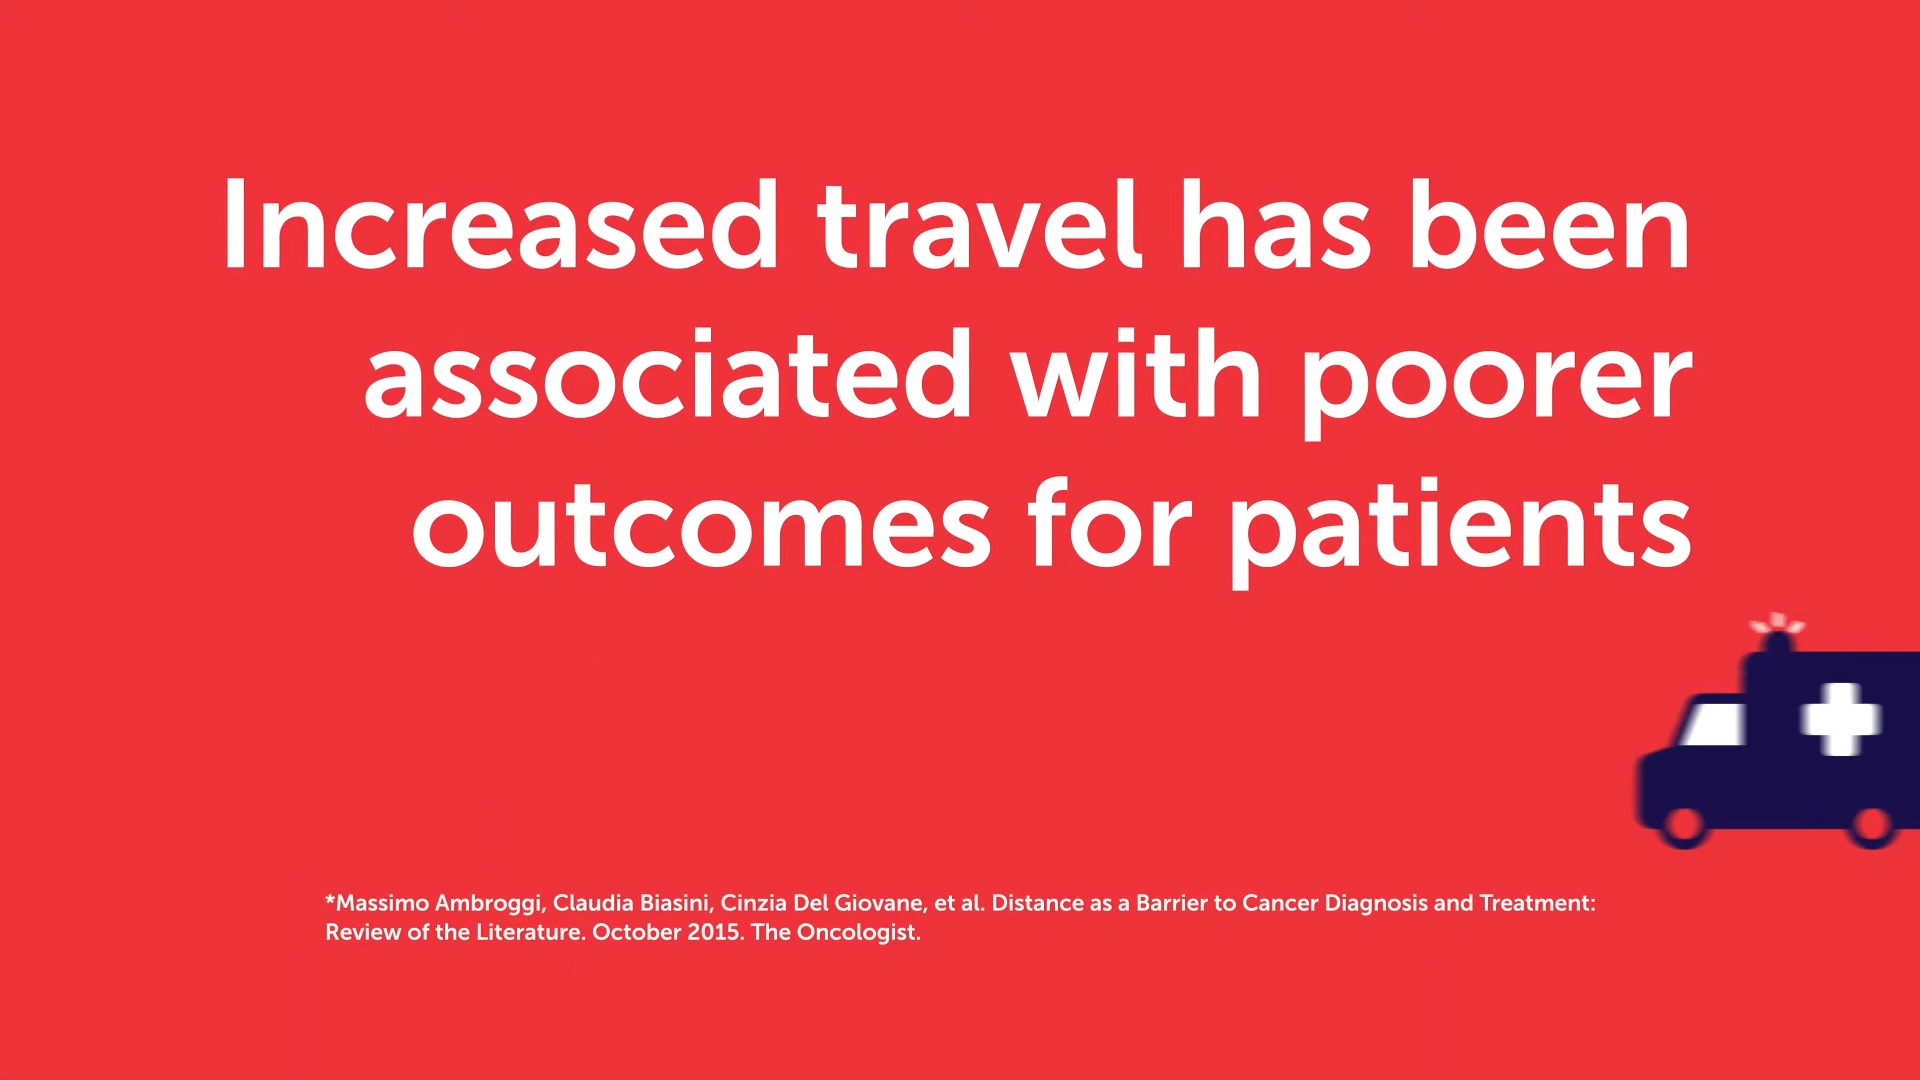 Increased travel has been
associated with poorer
outcomes for patients
*Massimo Ambroggi, Claudia Biasini, Cinzia Del Giovane, et al. Distance as a Barrier to Cancer Diagnosis and Treatment:
Review of the Literature. October 2015. The Oncologist.